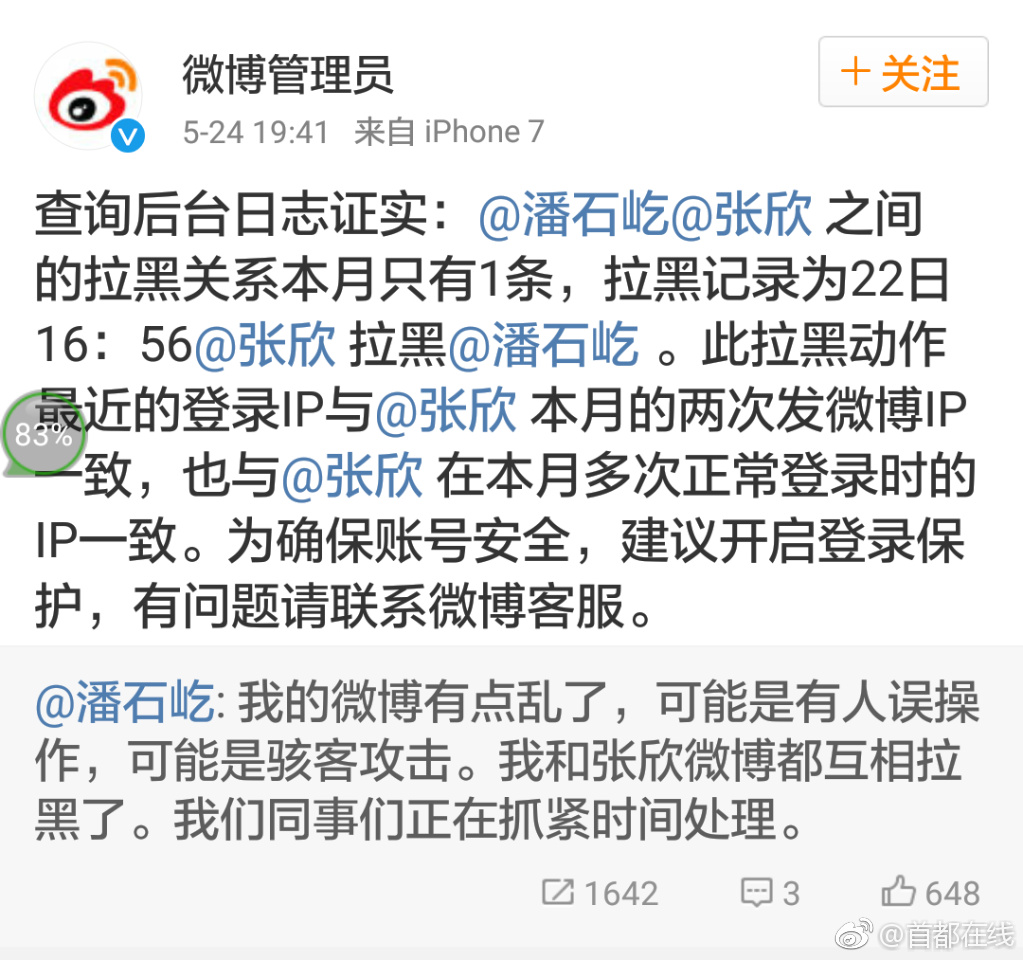 微博管理员
+ 关注
5-24 19:41 来自 iPhone 7
查询后台日志证实：@潘石屹@张欣 之间
的拉黑关系本月只有1条，拉黑记录为22日
16：56@张欣 拉黑@潘石屹 。此拉黑动作
最近的登录IP与@张欣 本月的两次发微博IP
83%
一致，也与@张欣 在本月多次正常登录时的
IP一致。为确保账号安全，建议开启登录保
护，有问题请联系微博客服。
@潘石屹: 我的微博有点乱了，可能是有人误操
作，可能是骇客攻击。我和张欣微博都互相拉
黑了。我们同事们正在抓紧时间处理。
1642 3 648
@首都在线